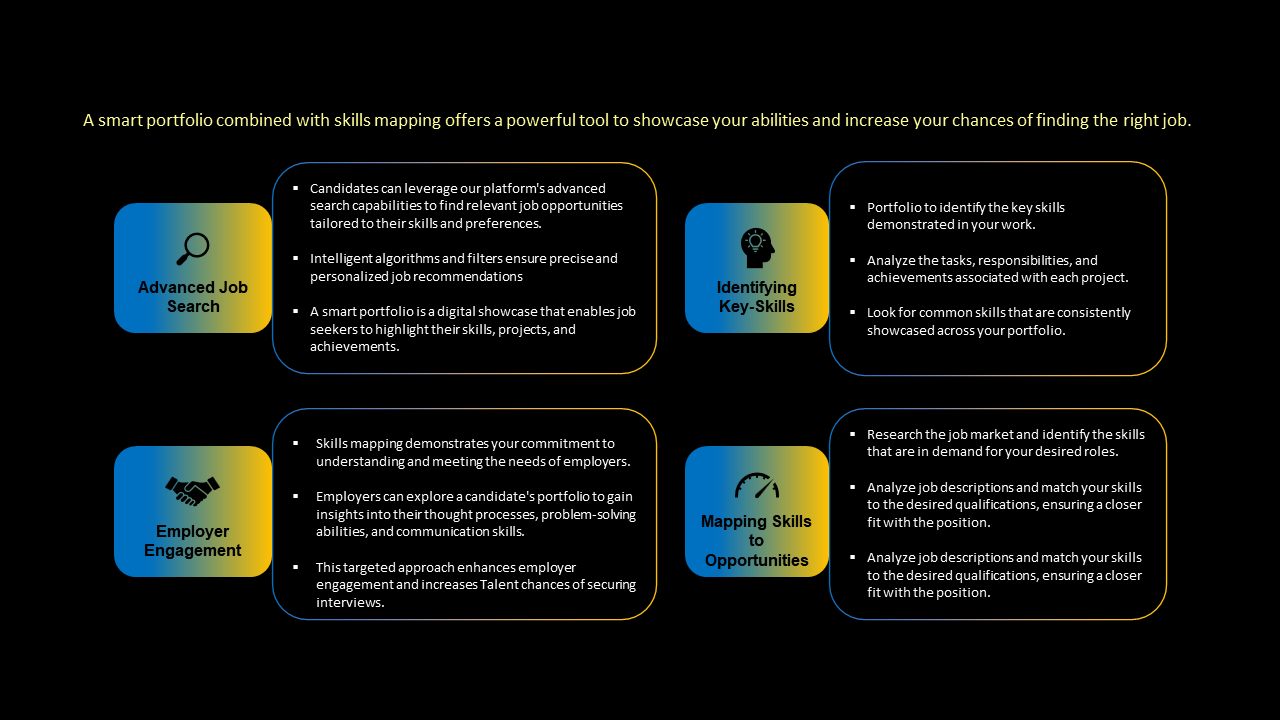 A smart portfolio combined with skills mapping offers a powerful tool to showcase your abilities and increase your chances of finding the right job.
Advanced Job
Search
▪ Candidates can leverage our platform's advanced
search capabilities to find relevant job opportunities
tailored to their skills and preferences.
▪ Intelligent algorithms and filters ensure precise and
personalized job recommendations
▪ A smart portfolio is a digital showcase that enables job
seekers to highlight their skills, projects, and
achievements.
Identifying
Key-Skills
▪ Portfolio to identify the key skills
demonstrated in your work.
▪ Analyze the tasks, responsibilities, and
achievements associated with each project.
▪ Look for common skills that are consistently
showcased across your portfolio.
Employer
Engagement
▪ Skills mapping demonstrates your commitment to
understanding and meeting the needs of employers.
▪ Employers can explore a candidate's portfolio to gain
insights into their thought processes, problem-solving
abilities, and communication skills.
▪ This targeted approach enhances employer
engagement and increases Talent chances of securing
interviews.
Mapping Skills
to
Opportunities
▪ Research the job market and identify the skills
that are in demand for your desired roles.
▪ Analyze job descriptions and match your skills
to the desired qualifications, ensuring a closer
fit with the position.
▪ Analyze job descriptions and match your skills
to the desired qualifications, ensuring a closer
fit with the position.